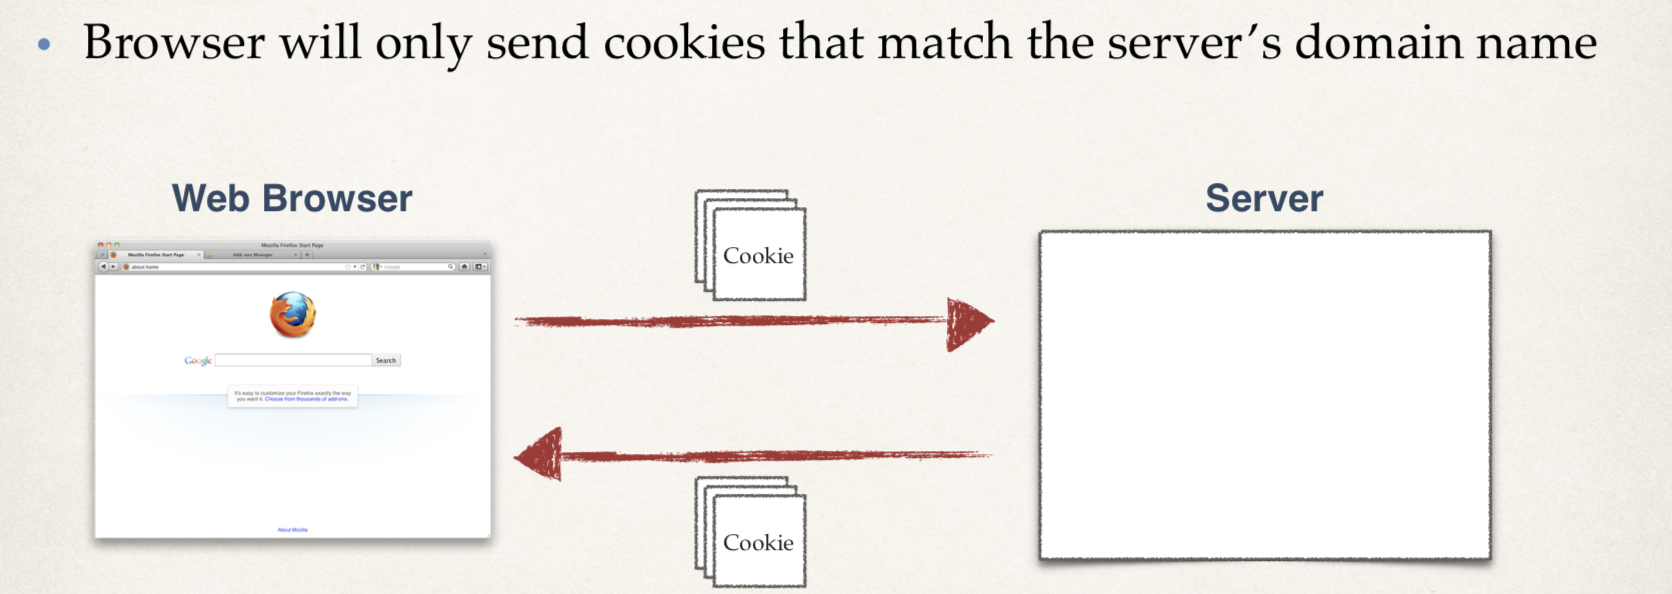 • Browser will only send cookies that match the server’s domain name
Web Browser
Server
Mozilla Firefox Start Page
Mozilla Firefox Start Page
Add-ons Manager
about:home
Google
Google
Search
It's easy to customize your Firefox exactly the way
you want it. Choose from thousands of add-ons.
About Mozilla
Cookie
Cookie